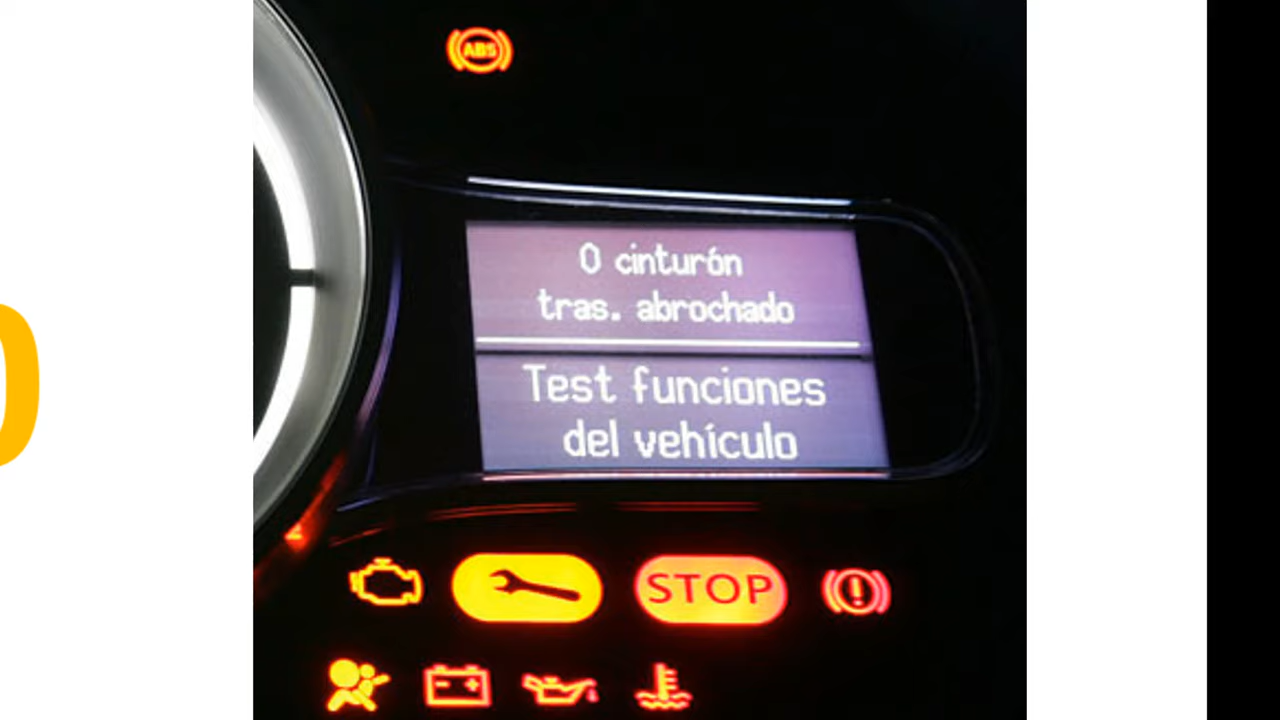 ABS
0 cinturón
tras. abrochado
Test funciones
del vehículo
STOP